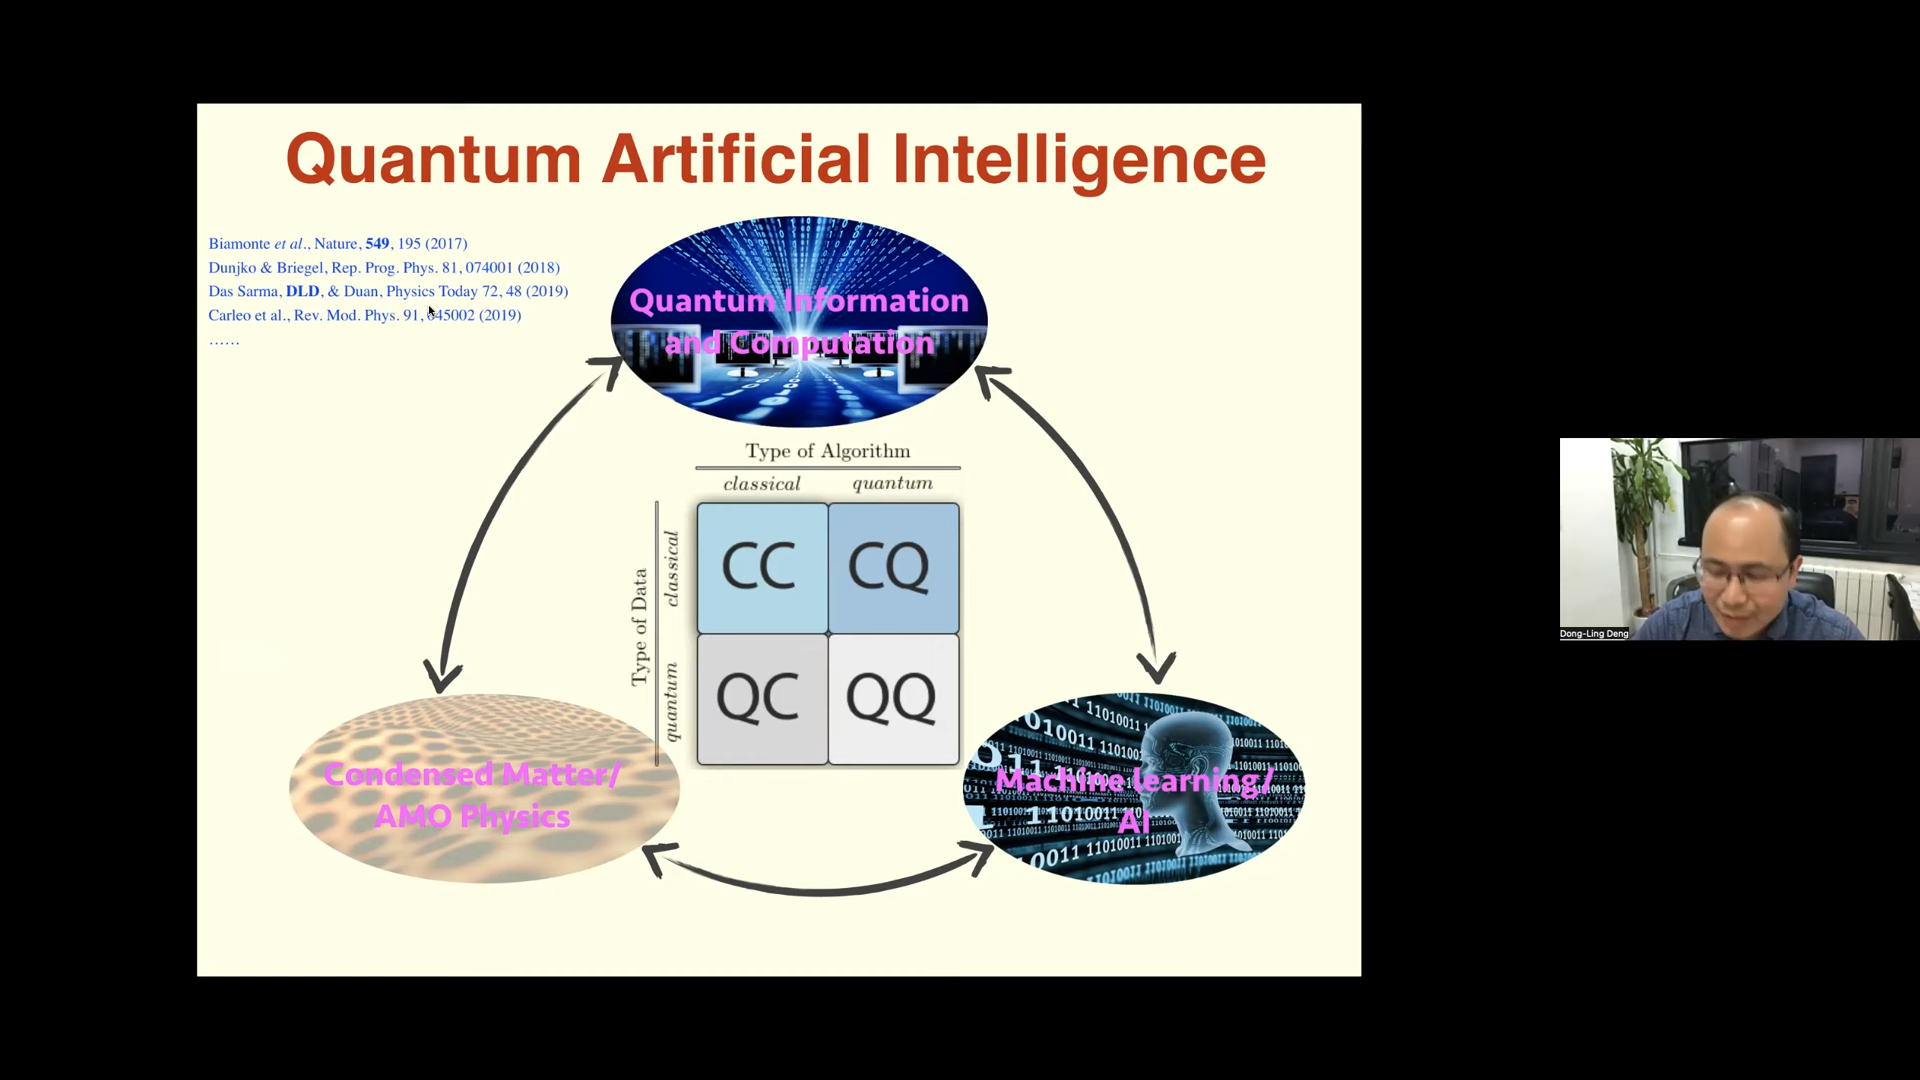 Quantum Artificial Intelligence
Biamonte et al., Nature, 549, 195 (2017)
Dunjko & Briegel, Rep. Prog. Phys. 81, 074001 (2018)
Das Sarma, DLD, & Duan, Physics Today 72, 48 (2019)
Carleo et al., Rev. Mod. Phys. 91, 045002 (2019)
......
Quantum Information
and Computation
Type of Algorithm
classical quantum
Type of Data
classical
quantum
CC CQ
QC QQ
Condensed Matter/
AMO Physics
Machine learning/
AI
Dong-Ling Deng